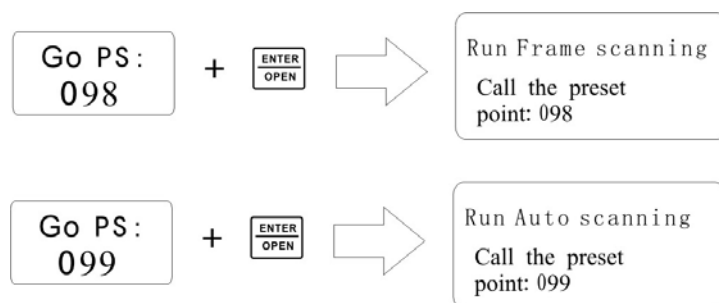 Go PS:
098
+
ENTER
OPEN
Run Frame scanning
Call the preset
point: 098
Go PS:
099
+
ENTER
OPEN
Run Auto scanning
Call the preset
point: 099